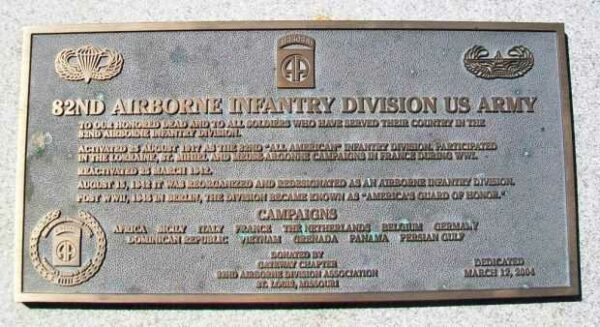 AIRBORNE
AA
82ND AIRBORNE INFANTRY DIVISION US ARMY
TO OUR HONORED DEAD AND TO ALL SOLDIERS WHO HAVE SERVED THEIR COUNTRY IN THE
82ND AIRBORNE INFANTRY DIVISION.
ACTIVATED 25 AUGUST 1917 AS THE 82ND "ALL AMERICAN" INFANTRY DIVISION. PARTICIPATED
IN THE LORRAINE, ST. MIHIEL AND MEUSE-ARGONNE CAMPAIGNS IN FRANCE DURING WWI.
REACTIVATED 25 MARCH 1942.
AUGUST 15, 1942 IT WAS REORGANIZED AND REDESIGNATED AS AN AIRBORNE INFANTRY DIVISION.
POST WWII, 1945 IN BERLIN, THE DIVISION BECAME KNOWN AS "AMERICA'S GUARD OF HONOR."
CAMPAIGNS
AFRICA SICILY ITALY FRANCE THE NETHERLANDS BELGIUM GERMANY
DOMINICAN REPUBLIC VIETNAM GRENADA PANAMA PERSIAN GULF
DONATED BY
GATEWAY CHAPTER
82ND AIRBORNE DIVISION ASSOCIATION
ST. LOUIS, MISSOURI
DEDICATED
MARCH 12, 2004